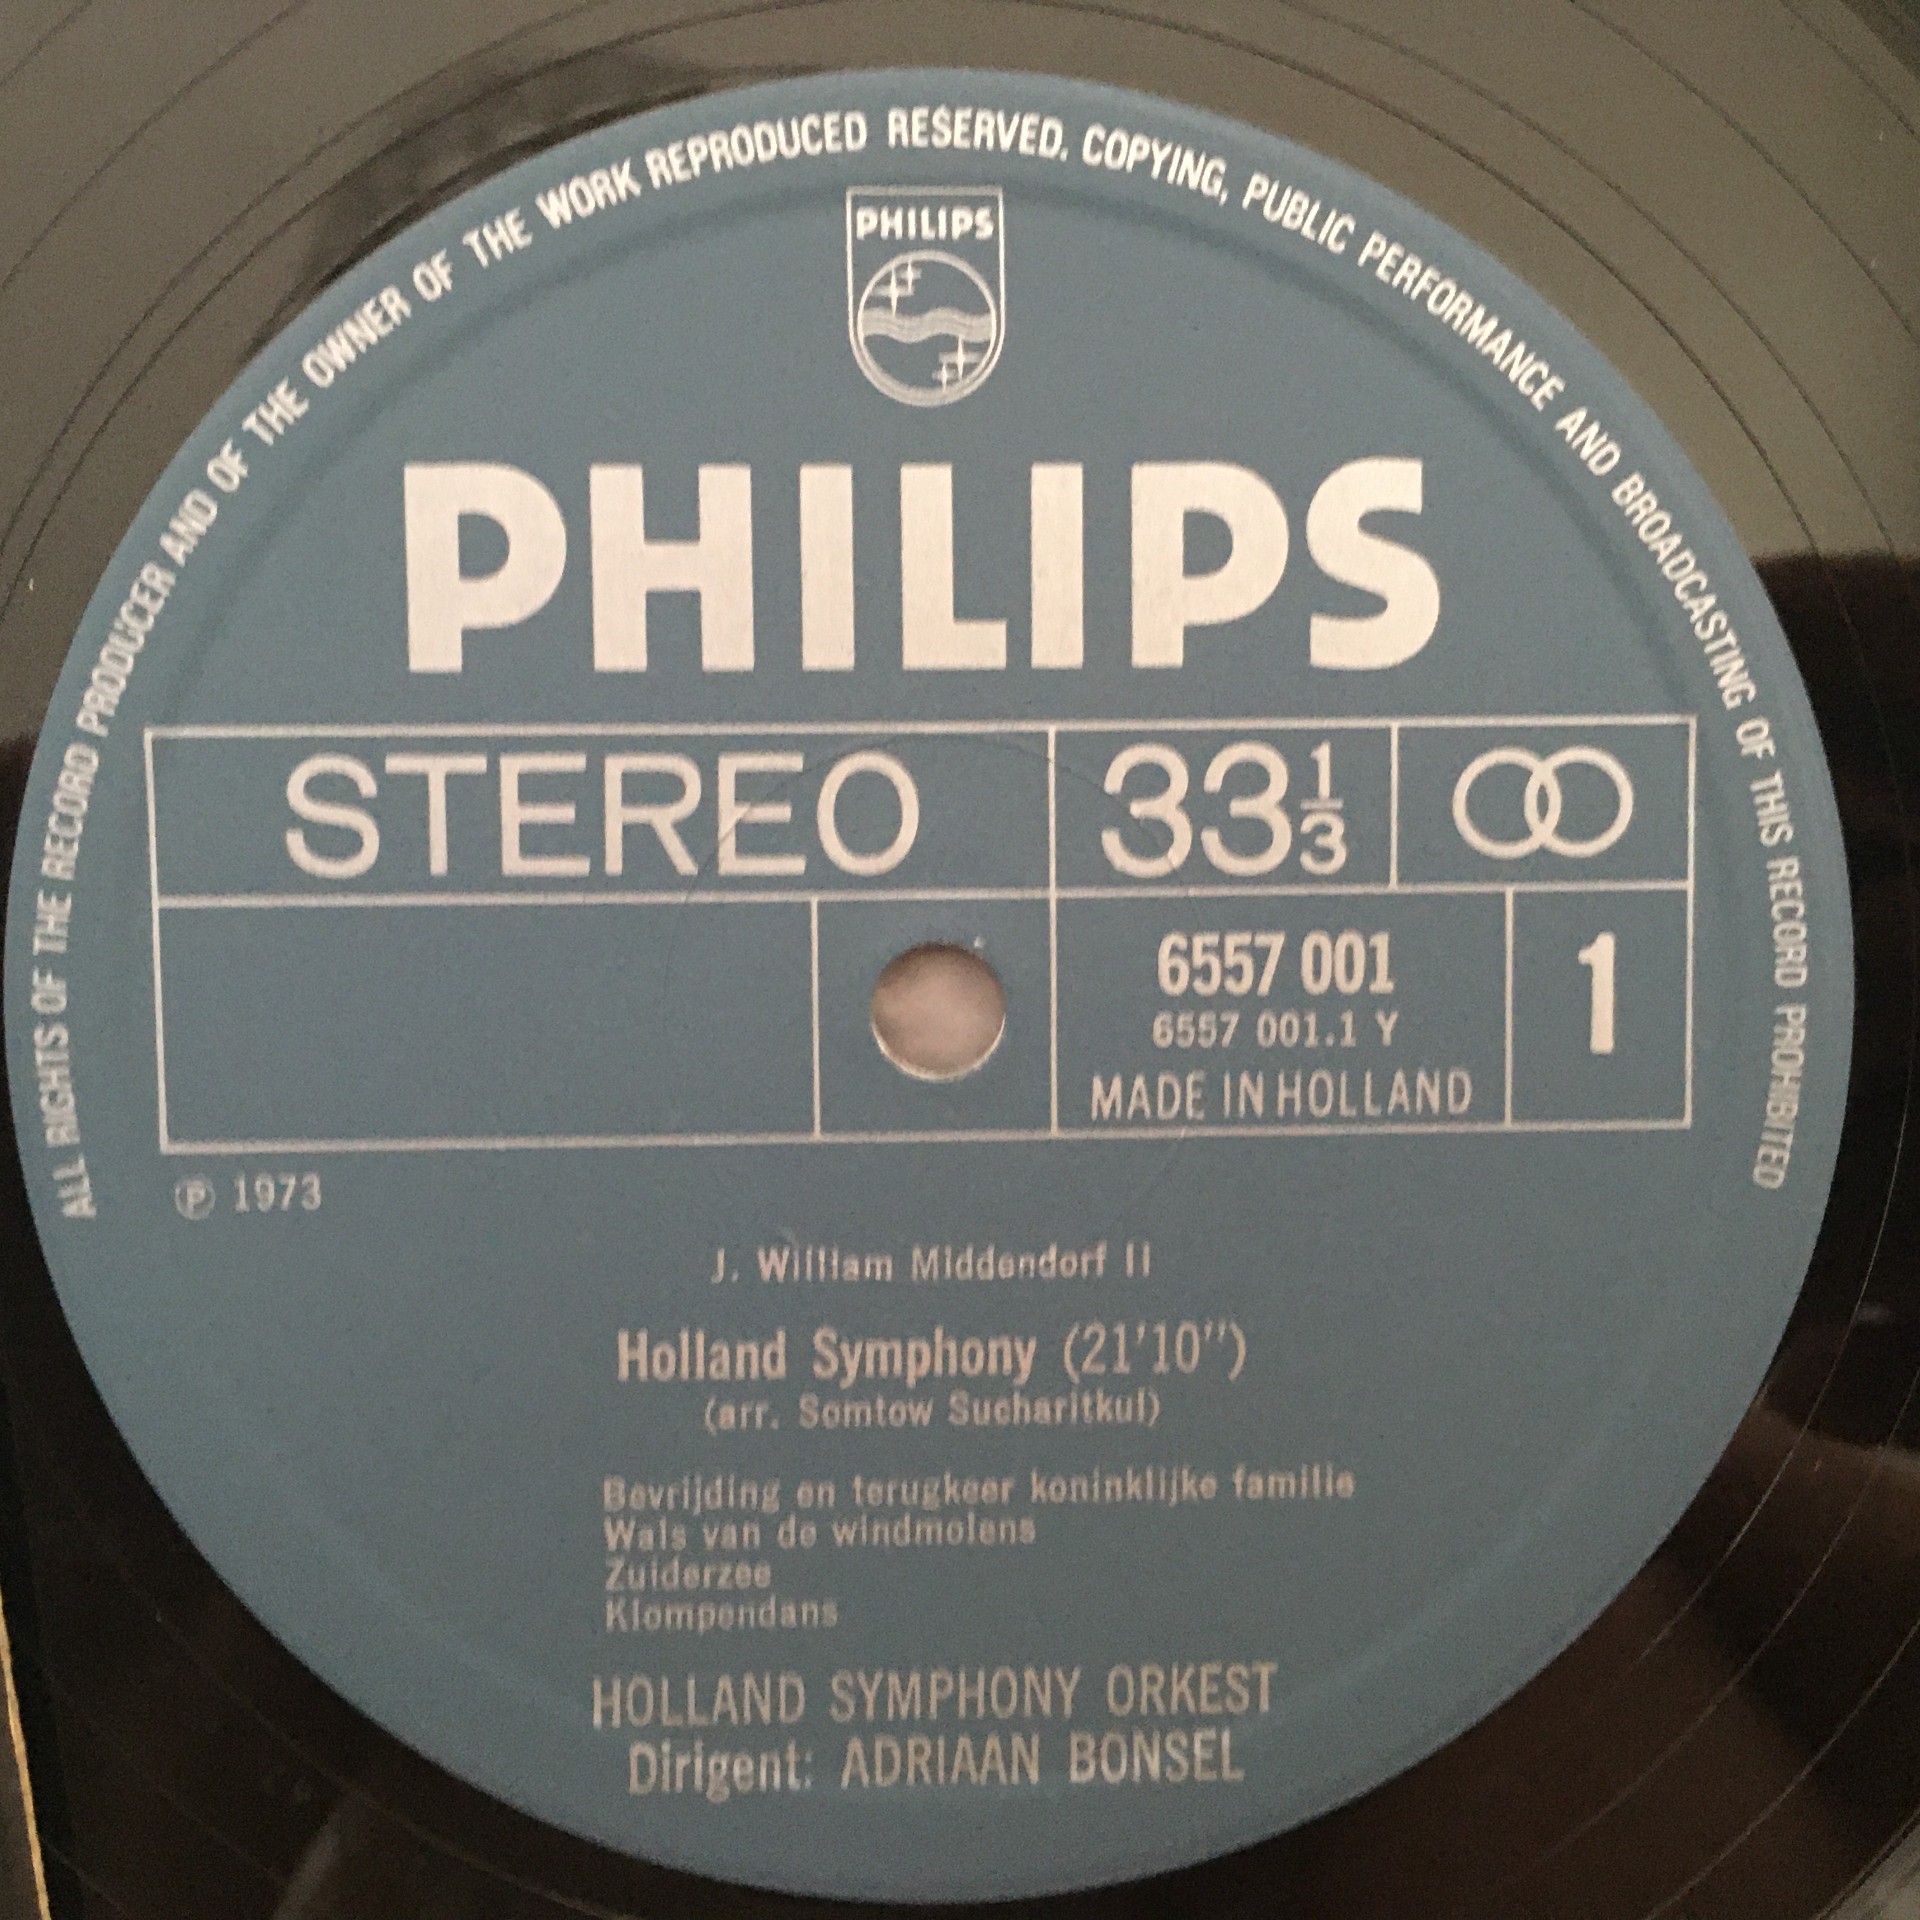 ALL RIGHTS OF THE RECORD PRODUCER AND OF THE OWNER OF THE WORK REPRODUCED RESERVED. COPYING, PUBLIC PERFORMANCE AND BROADCASTING OF THIS RECORD PROHIBITED
PHILIPS
PHILIPS
STEREO 33 1/3
6557 001 1
6557 001.1 Y
MADE IN HOLLAND
℗ 1973
J. William Middendorf II
Holland Symphony (21'10")
(arr. Somtow Sucharitkul)
Bevrijding en terugkeer koninklijke familie
Wals van de windmolens
Zuiderzee
Klompendans
HOLLAND SYMPHONY ORKEST
Dirigent: ADRIAAN BONSEL